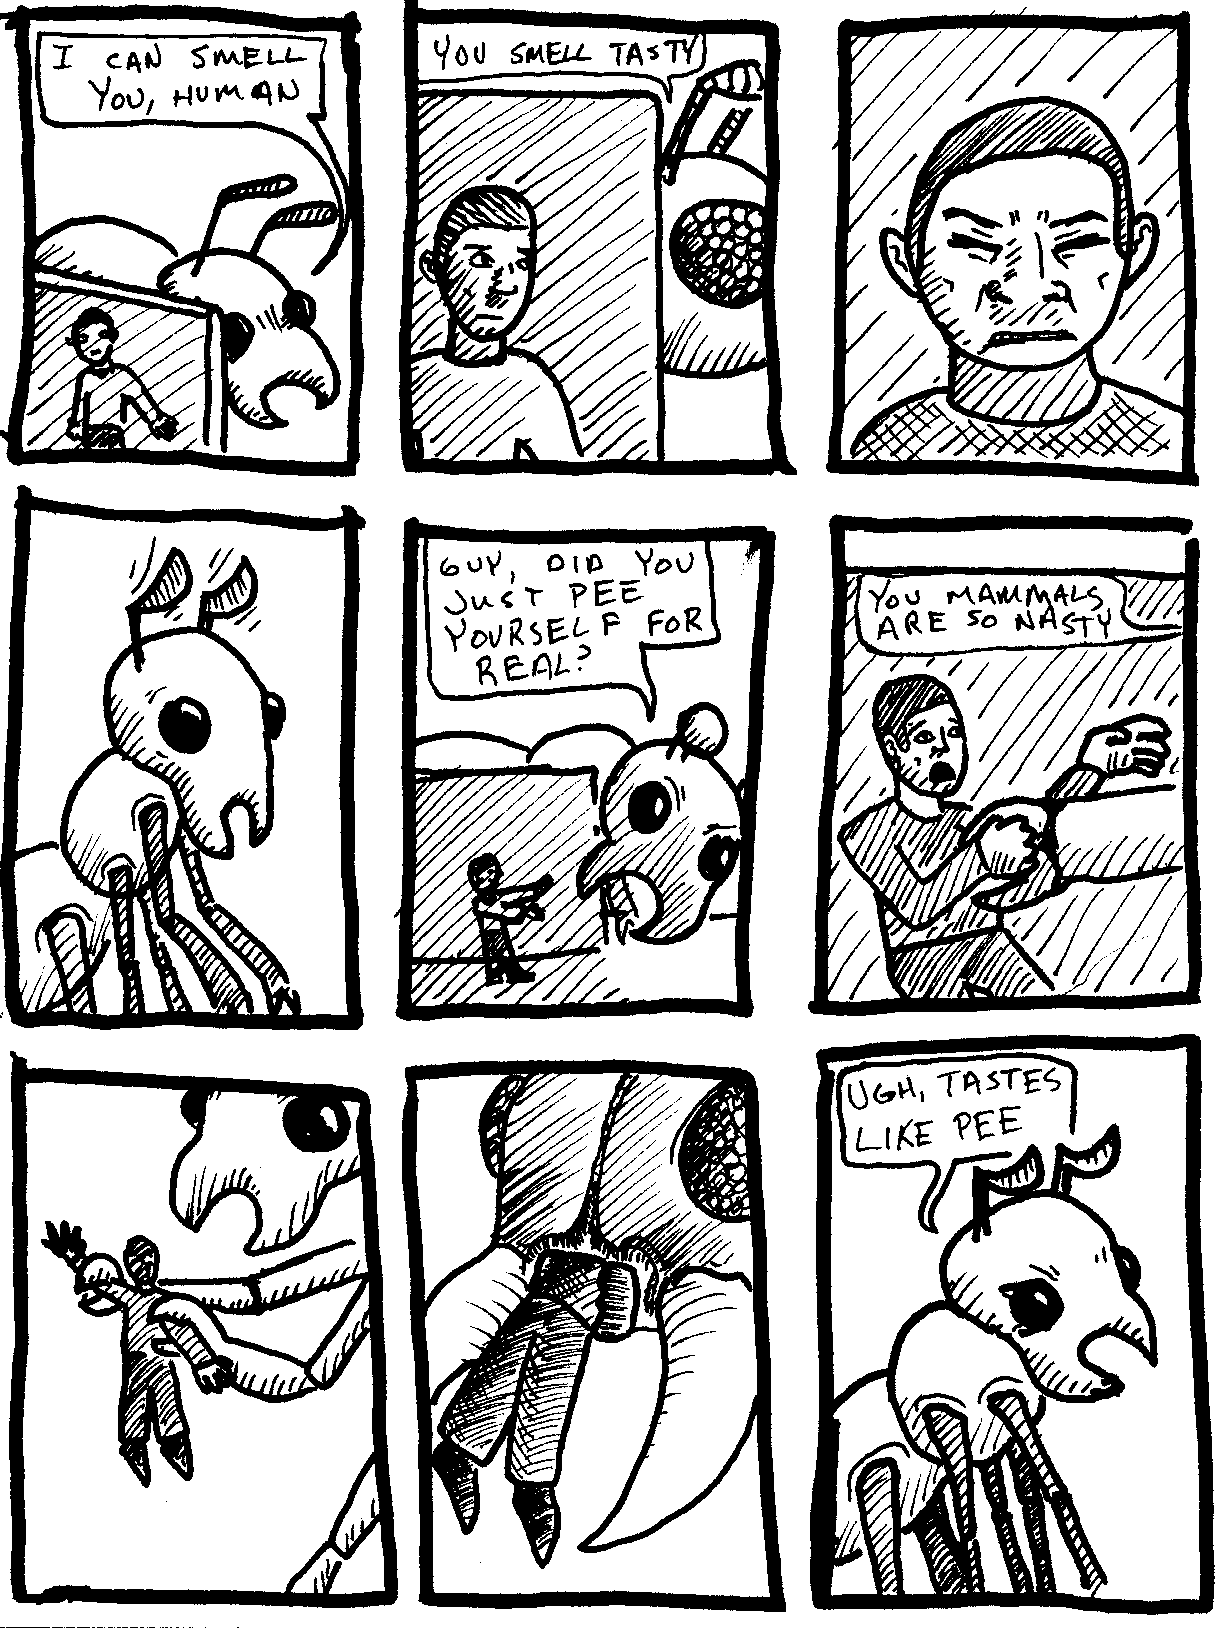 I CAN SMELL
YOU, HUMAN
YOU SMELL TASTY
GUY, DID YOU
JUST PEE
YOURSELF FOR
REAL?
YOU MAMMALS
ARE SO NASTY
UGH, TASTES
LIKE PEE